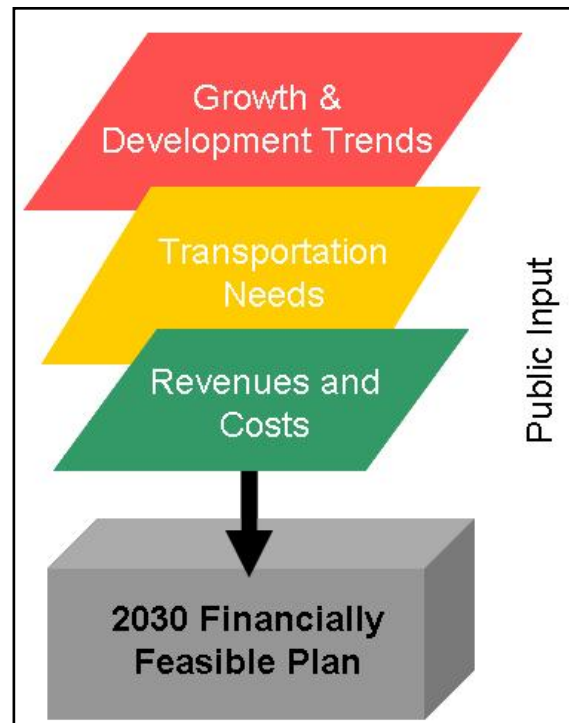 Growth &
Development Trends
Transportation
Needs
Revenues and
Costs
Public Input
2030 Financially
Feasible Plan